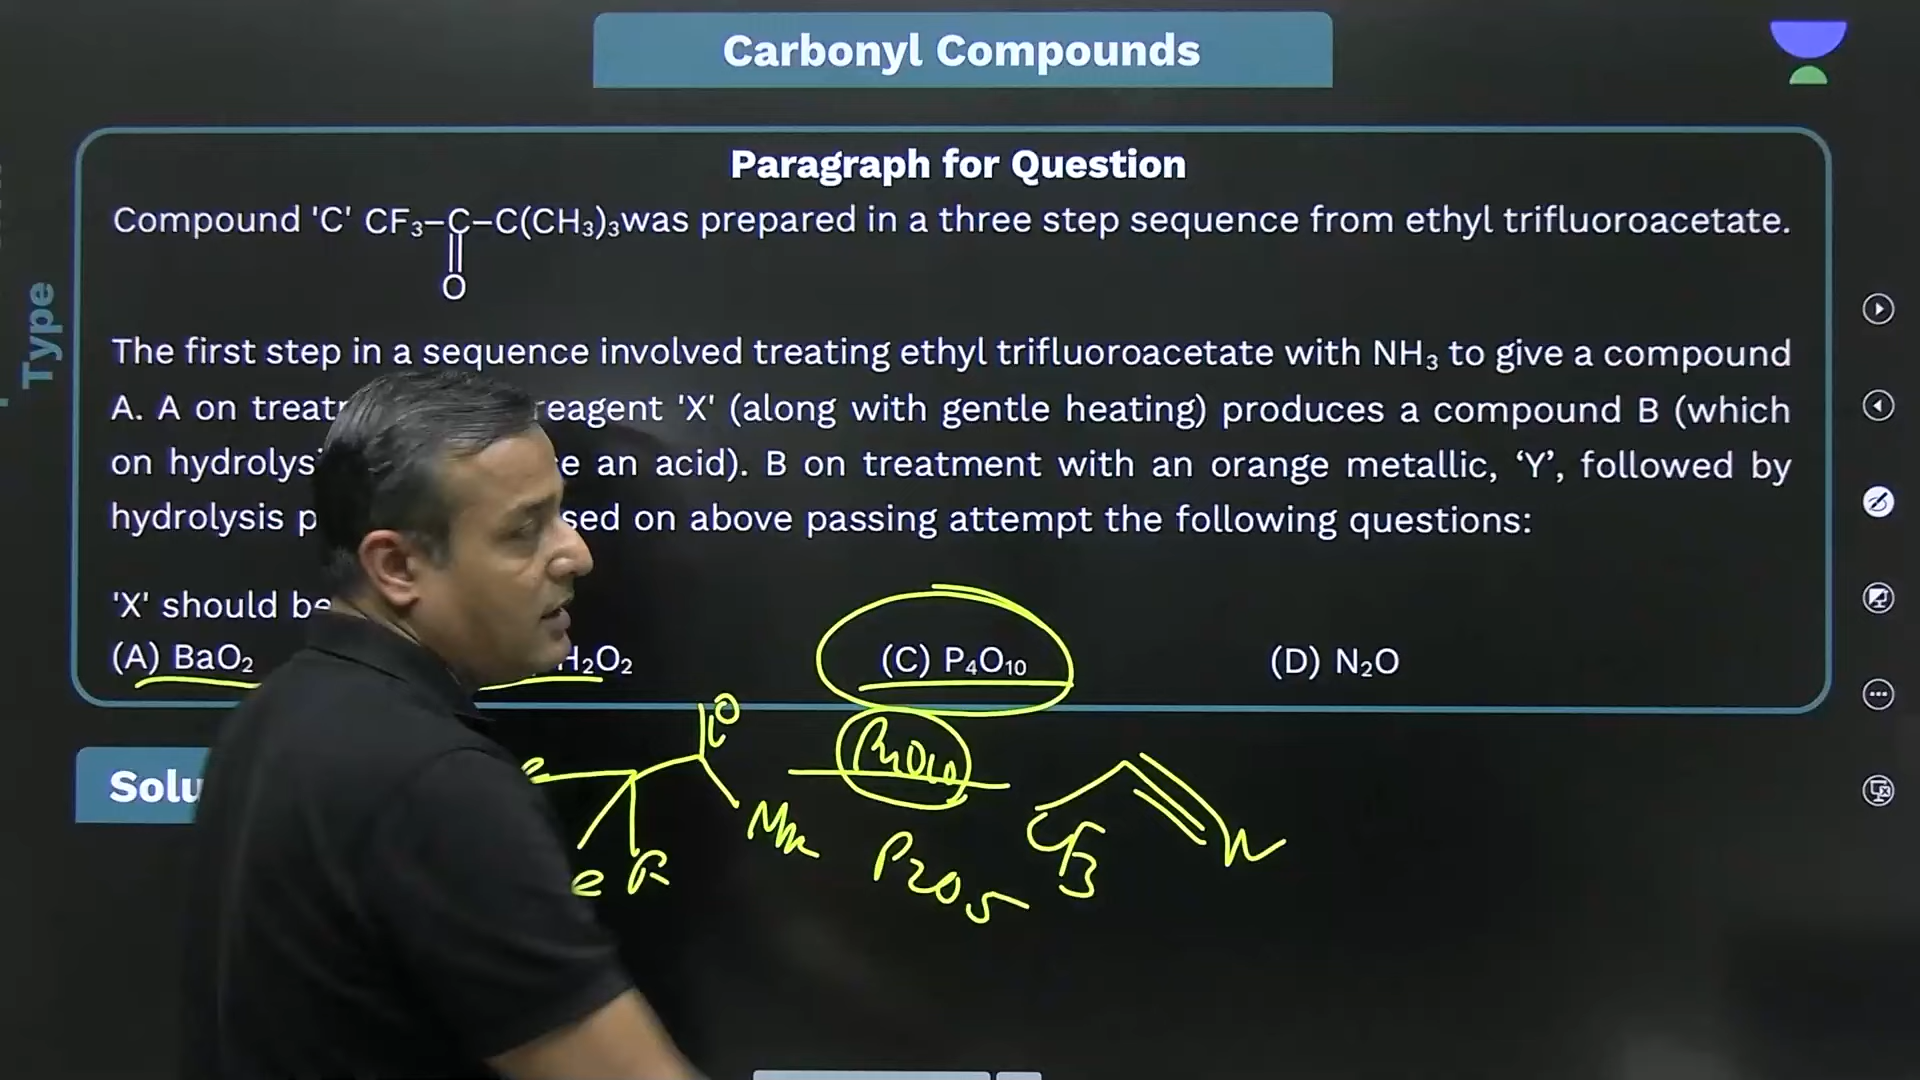 Carbonyl Compounds
Paragraph for Question
Compound 'C' CF₃–C–C(CH₃)₃was prepared in a three step sequence from ethyl trifluoroacetate.
O
Type
The first step in a sequence involved treating ethyl trifluoroacetate with NH₃ to give a compound
A. A on treat reagent 'X' (along with gentle heating) produces a compound B (which
on hydrolys e an acid). B on treatment with an orange metallic, ‘Y’, followed by
hydrolysis p sed on above passing attempt the following questions:
'X' should be
(A) BaO₂ H₂O₂ (C) P₄O₁₀ (D) N₂O
Solu
O
P₂O₅
CF₃
N